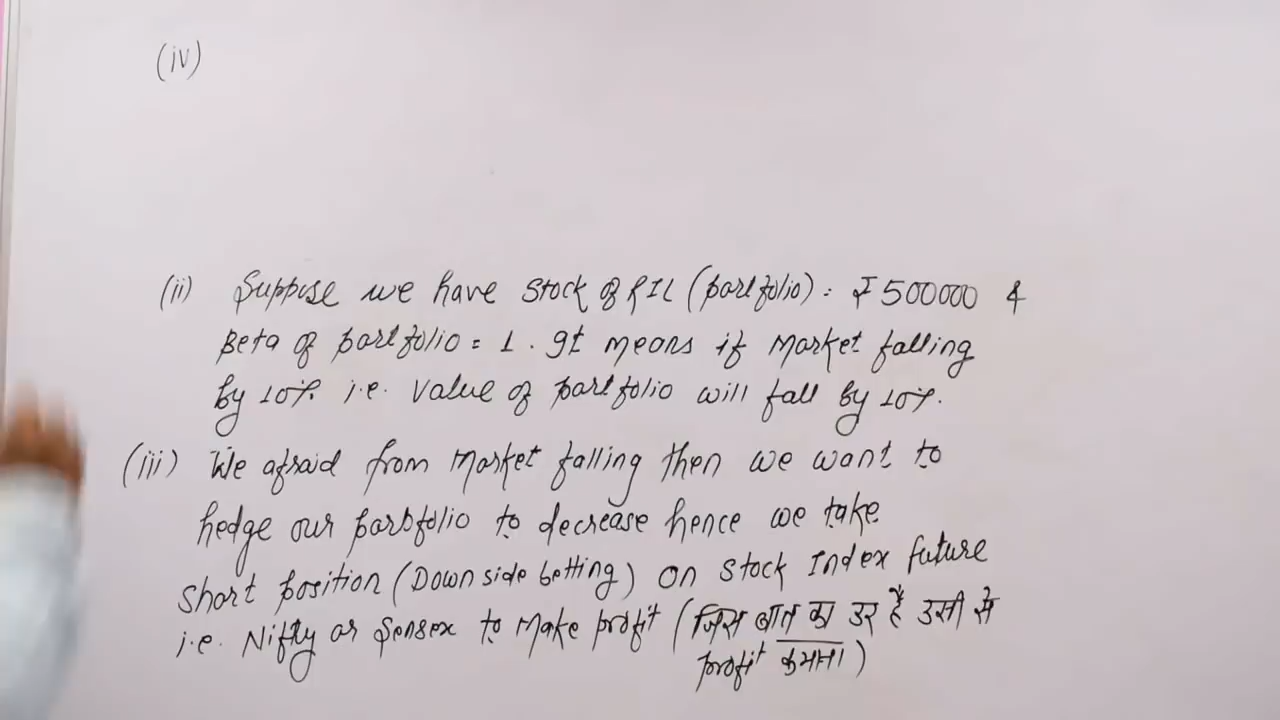 (iv)
(ii) Suppose we have Stock of RIL (portfolio): ₹500000 &
Beta of portfolio = 1. It means if Market falling
by 10% i.e. Value of portfolio will fall by 10%.
(iii) We afraid from Market falling then we want to
hedge our portfolio to decrease hence we take
short position (Down side betting) on Stock Index future
i.e. Nifty or Sensex to Make profit (जिस बात का डर है उसी से
profit कमाना)